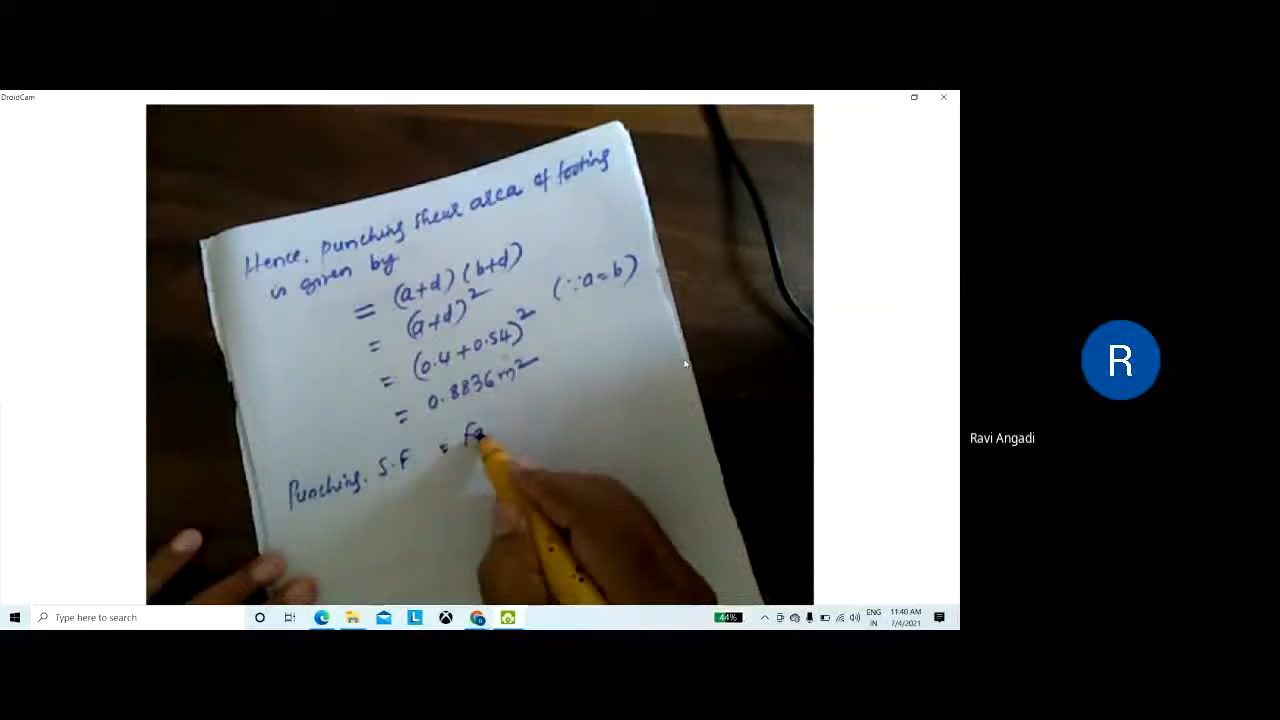 DroidCam
Hence, punching shear area of footing
is given by
= (a+d) (b+d)
= (a+d)² (∵a=b)
= (0.4+0.54)²
= 0.8836 m²
Punching. S.F =
R
Ravi Angadi
Type here to search
44%
ENG
IN
11:40 AM
7/4/2021